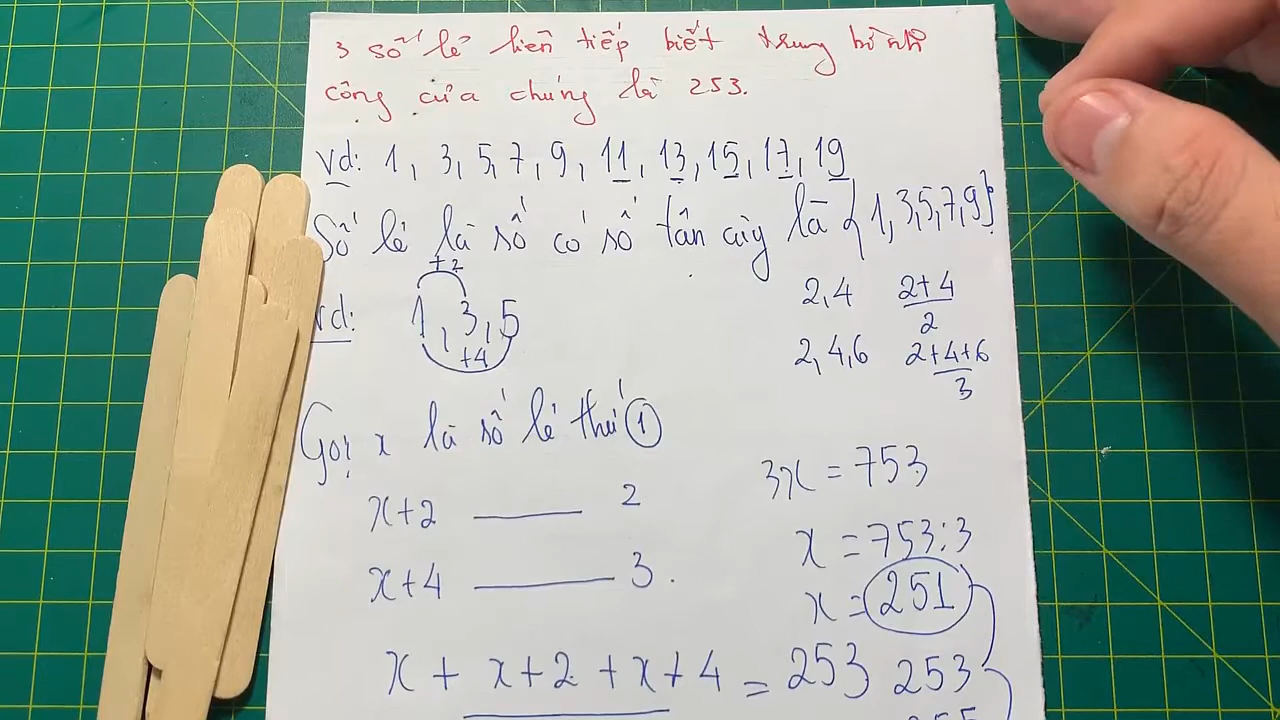 3 số lẻ liên tiếp biết trung bình
cộng của chúng là 253.
vd: 1, 3, 5, 7, 9, 11, 13, 15, 17, 19
Số lẻ là số có số tận cùng là {1,3,5,7,9}.
+2
vd: 1, 3, 5
+4
2,4 2+4
2
2,4,6 2+4+6
3
Gọi x là số lẻ thứ 1
x+2 2
x+4 3.
3x = 753
x = 753:3
x = 251
x + x+2 + x+4 = 253 253
255